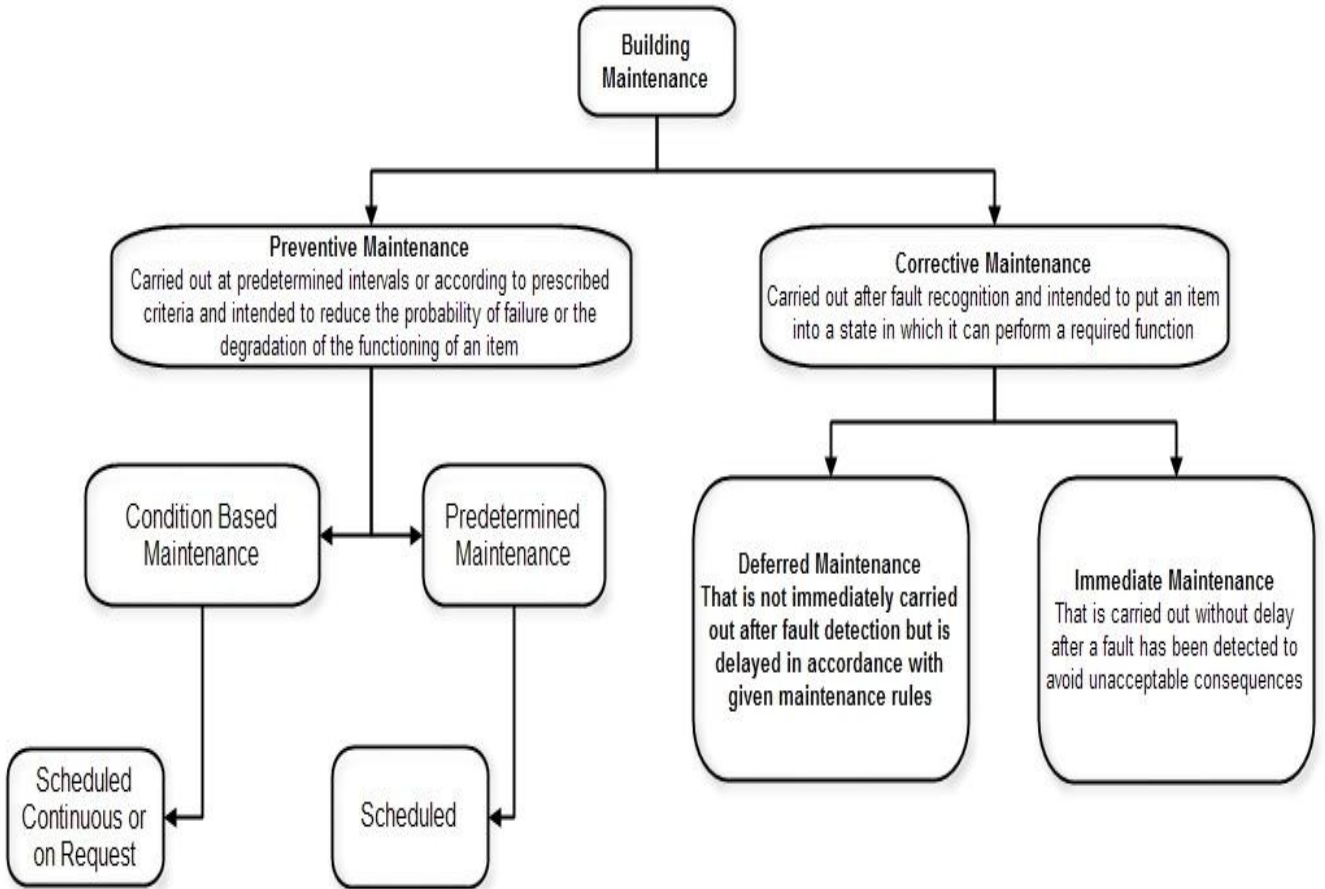 Building
Maintenance
Preventive Maintenance
Carried out at predetermined intervals or according to prescribed
criteria and intended to reduce the probability of failure or the
degradation of the functioning of an item
Corrective Maintenance
Carried out after fault recognition and intended to put an item
into a state in which it can perform a required function
Condition Based
Maintenance
Predetermined
Maintenance
Deferred Maintenance
That is not immediately carried
out after fault detection but is
delayed in accordance with
given maintenance rules
Immediate Maintenance
That is carried out without delay
after a fault has been detected to
avoid unacceptable consequences
Scheduled
Continuous or
on Request
Scheduled